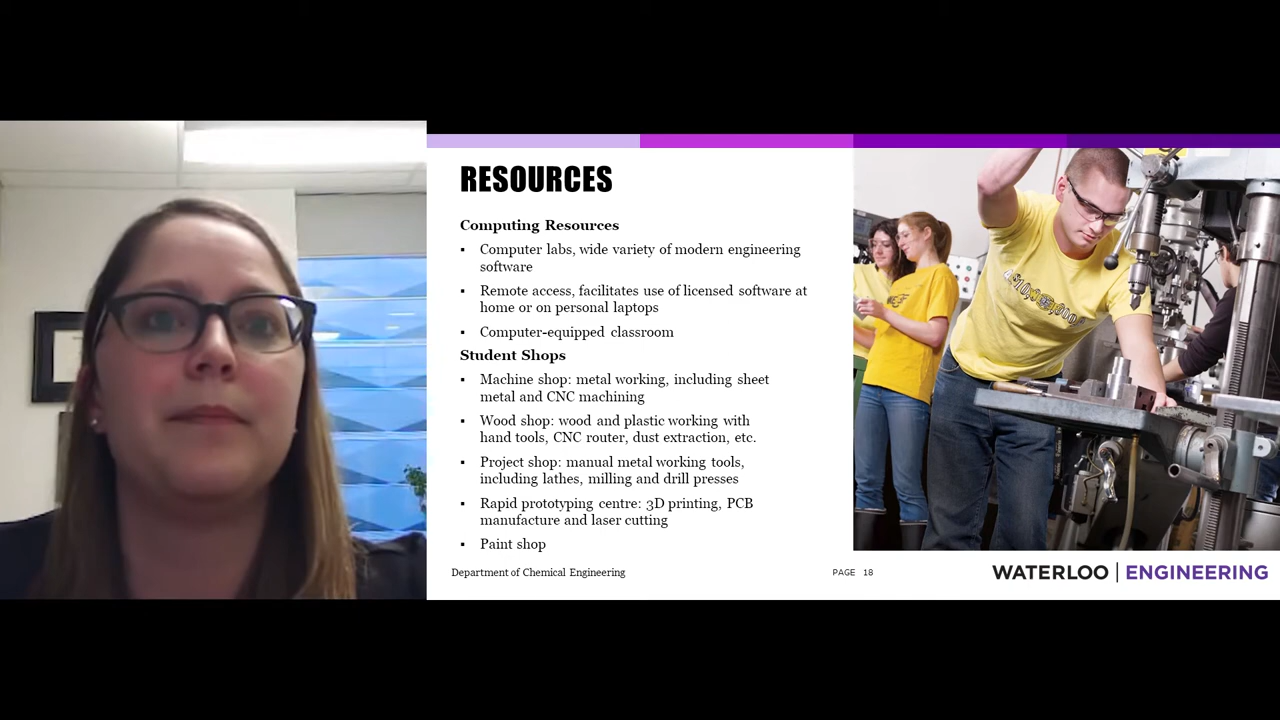 RESOURCES
Computing Resources
▪ Computer labs, wide variety of modern engineering
software
▪ Remote access, facilitates use of licensed software at
home or on personal laptops
▪ Computer-equipped classroom
Student Shops
▪ Machine shop: metal working, including sheet
metal and CNC machining
▪ Wood shop: wood and plastic working with
hand tools, CNC router, dust extraction, etc.
▪ Project shop: manual metal working tools,
including lathes, milling and drill presses
▪ Rapid prototyping centre: 3D printing, PCB
manufacture and laser cutting
▪ Paint shop
Department of Chemical Engineering
PAGE 18
WATERLOO | ENGINEERING